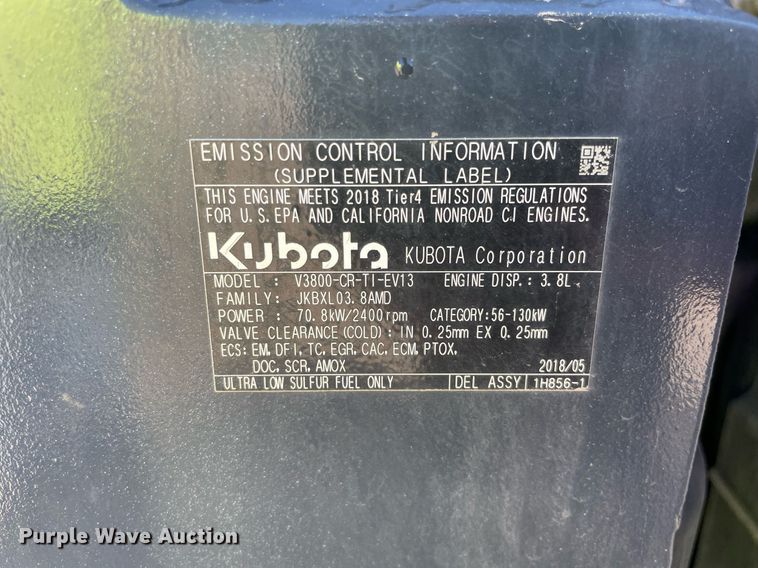 EMISSION CONTROL INFORMATION
(SUPPLEMENTAL LABEL)
THIS ENGINE MEETS 2018 Tier4 EMISSION REGULATIONS
FOR U.S.EPA AND CALIFORNIA NONROAD C.I ENGINES.
Kubota KUBOTA Corporation
MODEL : V3800-CR-TI-EV13 ENGINE DISP.: 3.8L
FAMILY: JKBXL03.8AMD
POWER : 70.8kW/2400rpm CATEGORY:56-130kW
VALVE CLEARANCE(COLD): IN 0.25mm EX 0.25mm
ECS: EM, DFI, TC, EGR, CAC, ECM, PTOX,
DOC, SCR, AMOX 2018/05
ULTRA LOW SULFUR FUEL ONLY DEL ASSY 1H856-1
Purple Wave Auction